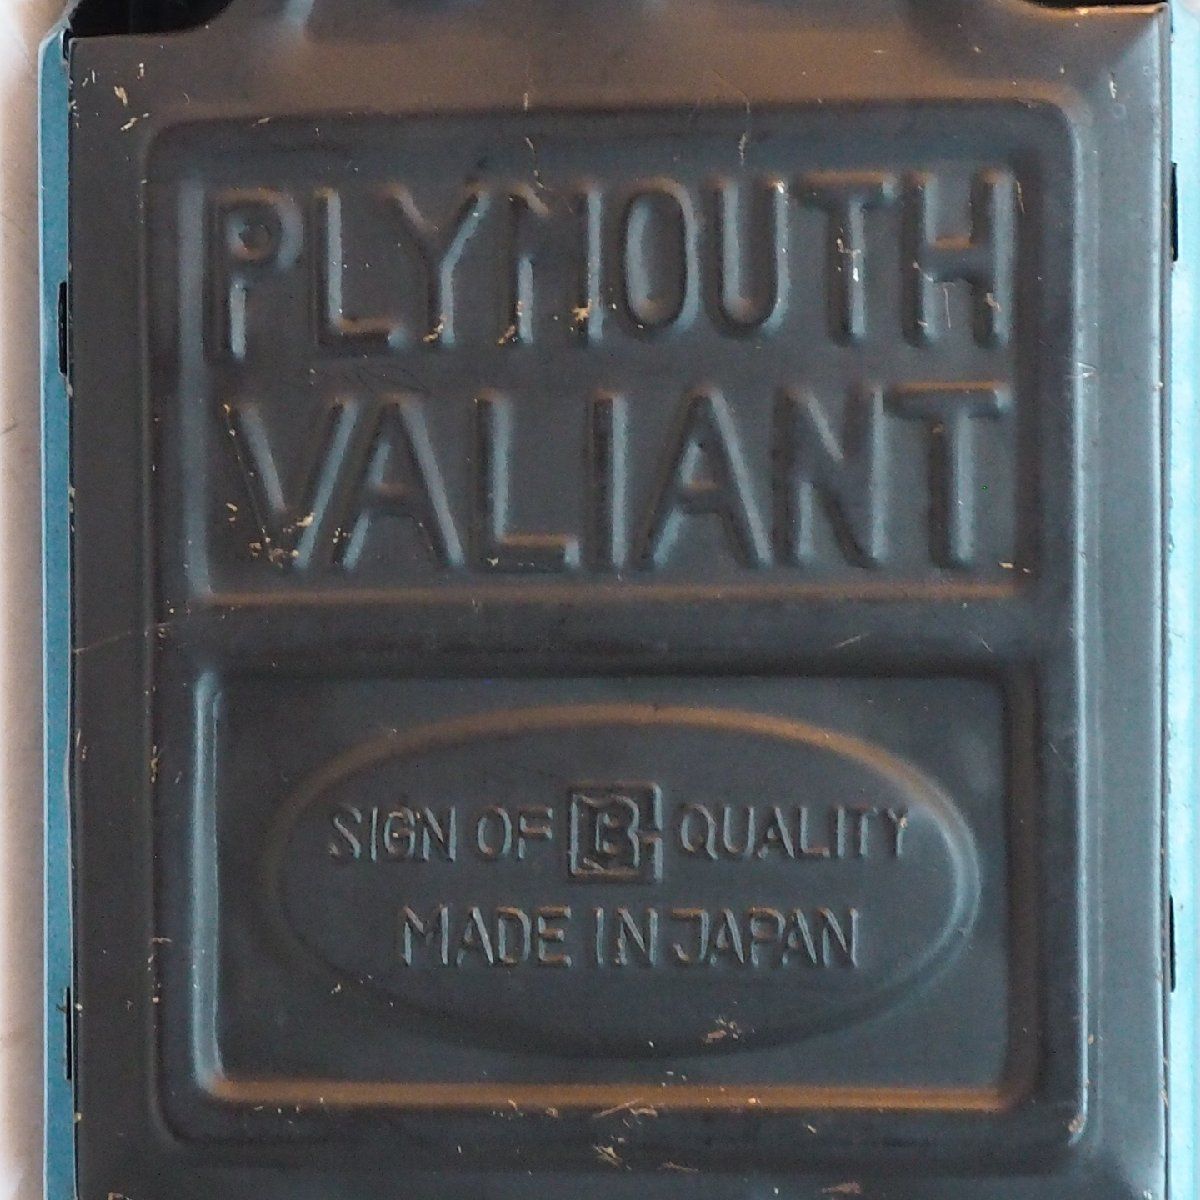 PLYMOUTH
VALIANT
SIGN OF B QUALITY
MADE IN JAPAN